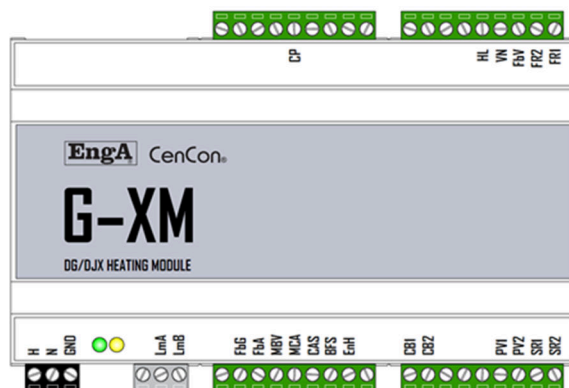 CP HL VN FbV FR2 FR1
EngA CenCon®
G-XM
DG/DJX HEATING MODULE
H N GND LmA LmB FbG FbA MBV MCA CAS BFS EnH CB1 CB2 PV1 PV2 SR1 SR2